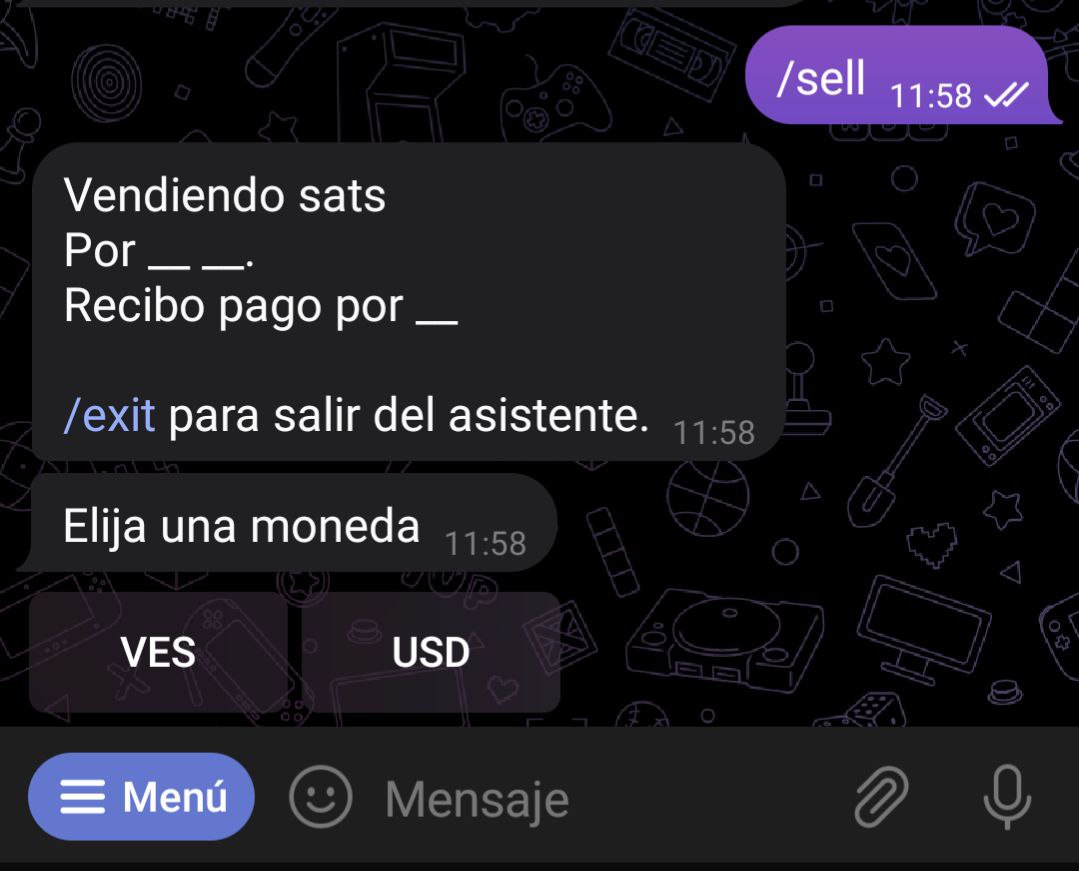 /sell 11:58
Vendiendo sats
Por __ __.
Recibo pago por __
/exit para salir del asistente. 11:58
Elija una moneda 11:58
VES USD
Menú Mensaje